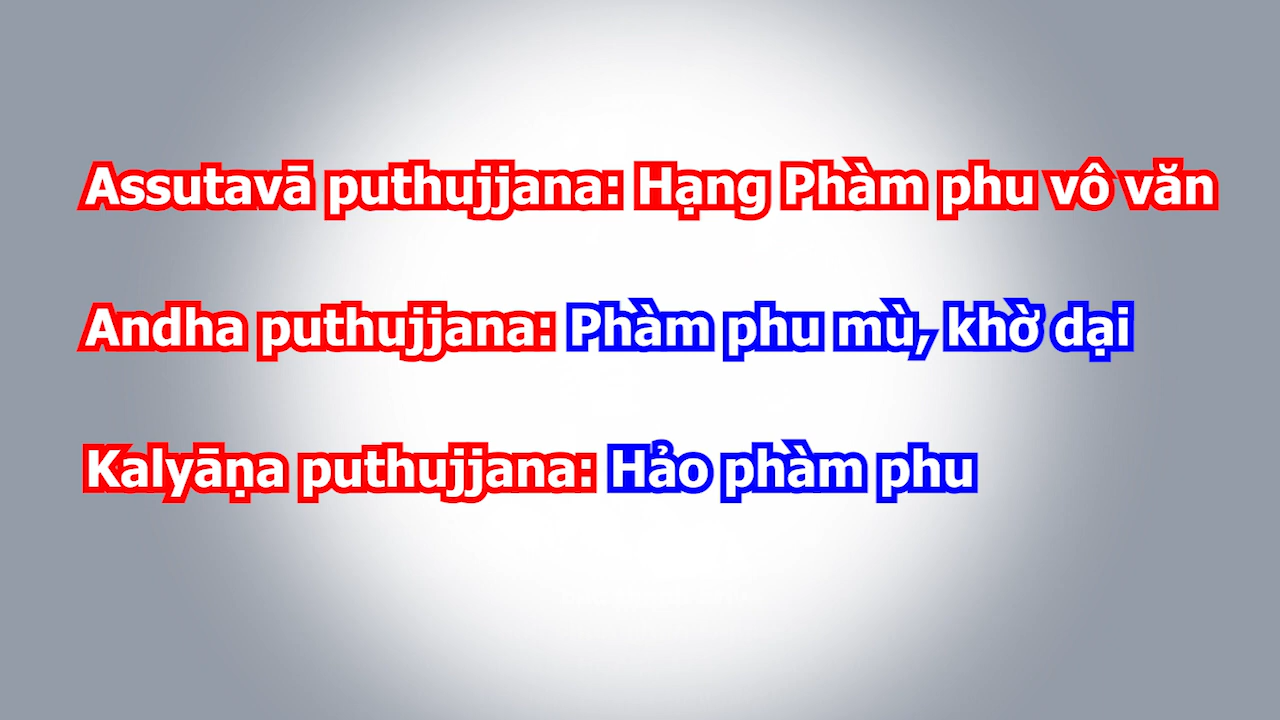 Assutavā puthujjana: Hạng Phàm phu vô văn
Andha puthujjana: Phàm phu mù, khờ dại
Kalyāṇa puthujjana: Hảo phàm phu